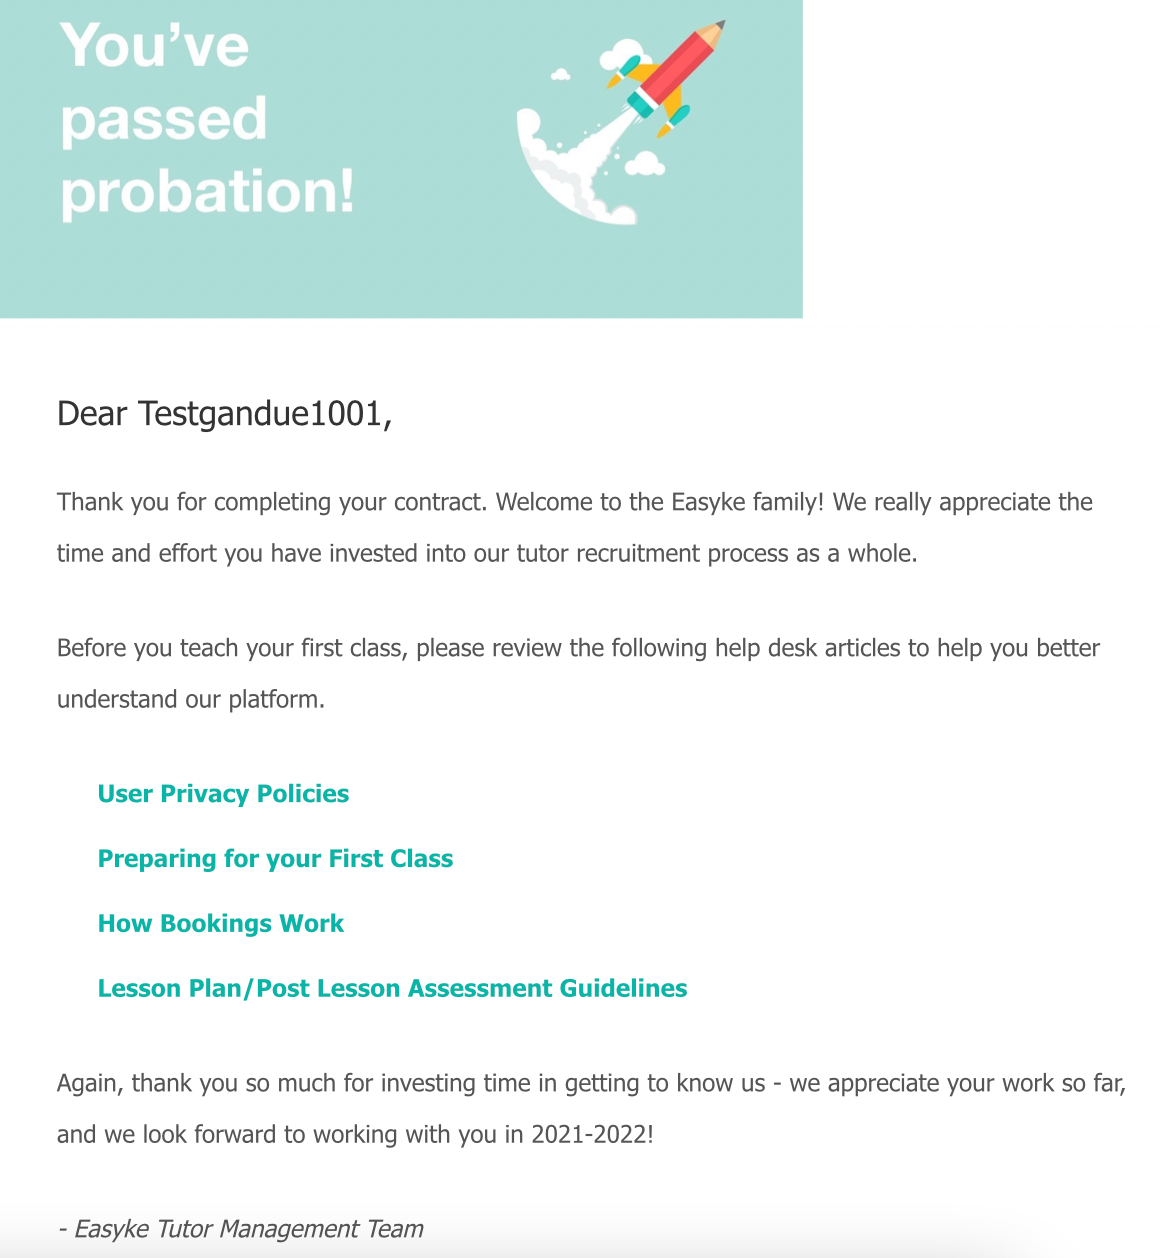 You’ve
passed
probation!
Dear Testgandue1001,
Thank you for completing your contract. Welcome to the Easyke family! We really appreciate the
time and effort you have invested into our tutor recruitment process as a whole.
Before you teach your first class, please review the following help desk articles to help you better
understand our platform.
User Privacy Policies
Preparing for your First Class
How Bookings Work
Lesson Plan/Post Lesson Assessment Guidelines
Again, thank you so much for investing time in getting to know us - we appreciate your work so far,
and we look forward to working with you in 2021-2022!
- Easyke Tutor Management Team